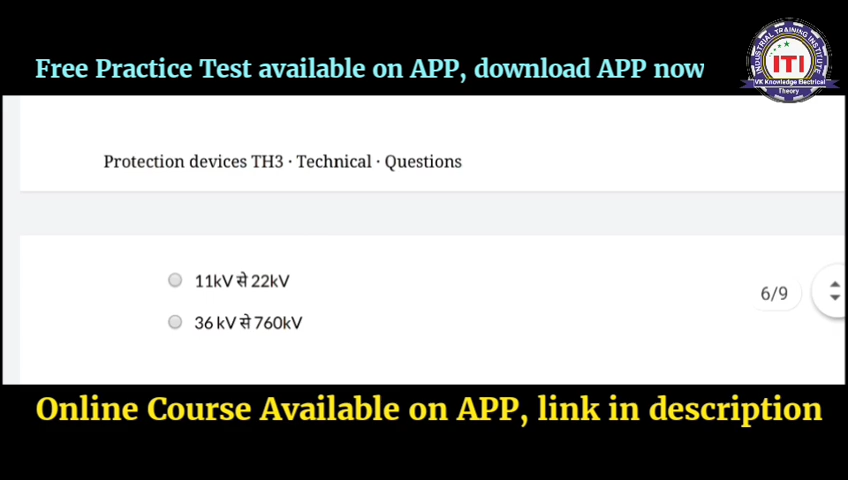 Free Practice Test available on APP, download APP now
INDUSTRIAL TRAINING INSTITUTE
ITI
VK Knowledge Electrical
Theory
Protection devices TH3 · Technical · Questions
11kV से 22kV
6/9
36 kV से 760kV
Online Course Available on APP, link in description